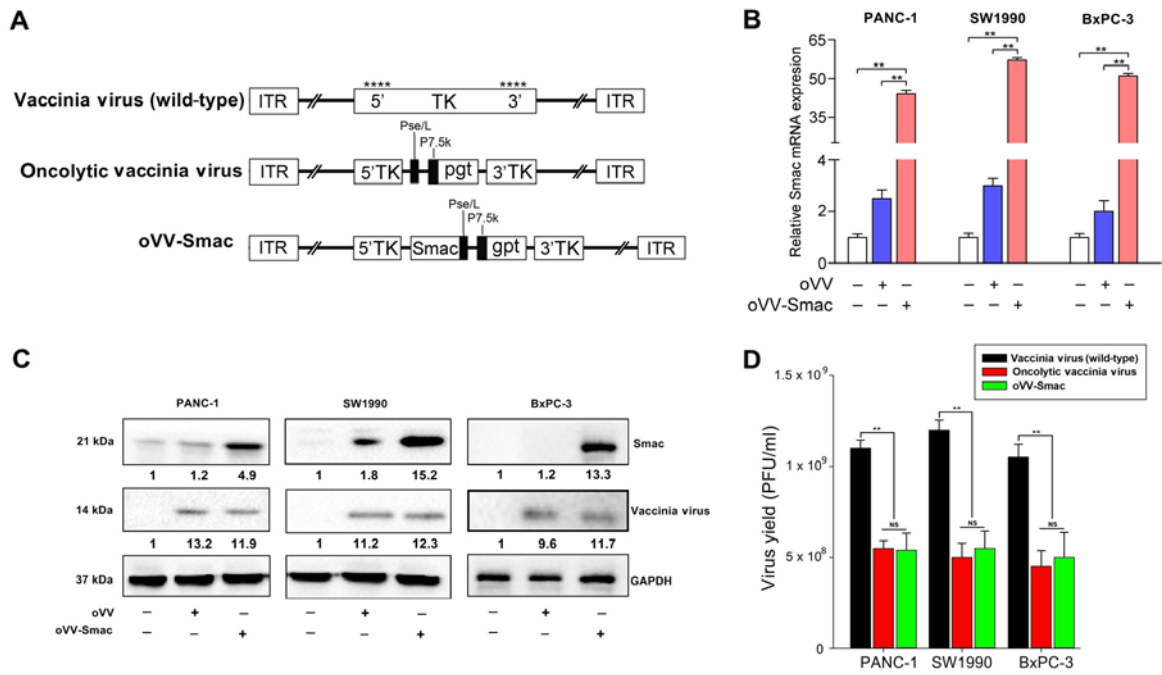 A
**** ****
Vaccinia virus (wild-type) ITR 5' TK 3' ITR
Pse/L
P7.5k
Oncolytic vaccinia virus ITR 5'TK pgt 3'TK ITR
Pse/L
P7.5k
oVV-Smac ITR 5'TK Smac gpt 3'TK ITR
B
PANC-1 SW1990 BxPC-3
Relative Smac mRNA expression
65
50
35
4
2
0
** ** **
** ** **
oVV – + – – + – – + –
oVV-Smac – – + – – + – – +
C
PANC-1 SW1990 BxPC-3
21 kDa Smac
1 1.2 4.9 1 1.8 15.2 1 1.2 13.3
14 kDa Vaccinia virus
1 13.2 11.9 1 11.2 12.3 1 9.6 11.7
37 kDa GAPDH
oVV – + – – + – – + –
oVV-Smac – – + – – + – – +
D
Vaccinia virus (wild-type)
Oncolytic vaccinia virus
oVV-Smac
Virus yield (PFU/ml)
1.5 x 10⁹
1 x 10⁹
5 x 10⁸
0
** ** **
NS NS NS
PANC-1 SW1990 BxPC-3